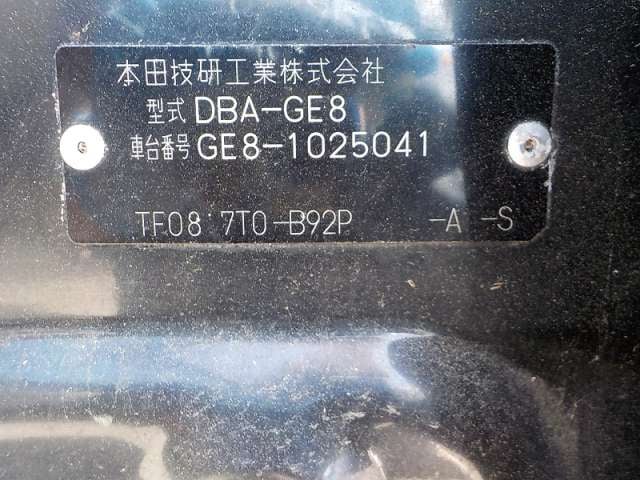 本田技研工業株式会社
型式 DBA-GE8
車台番号 GE8-1025041
TF08 7T0-B92P -A -S